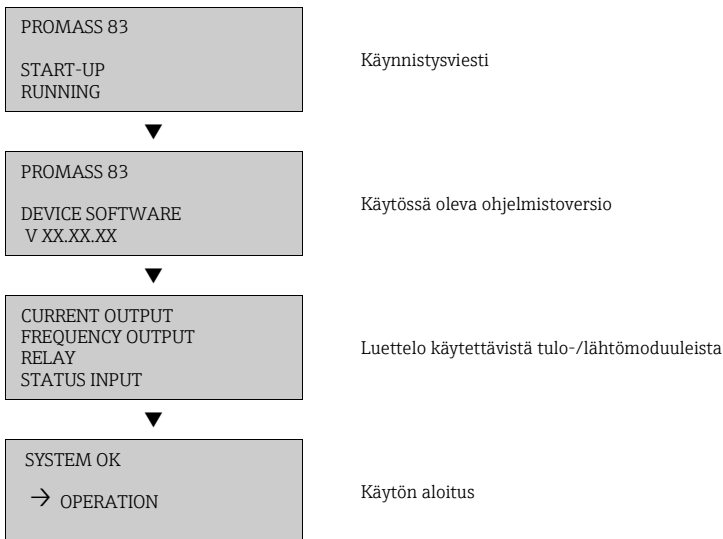 PROMASS 83
START-UP
RUNNING
Käynnistysviesti
▼
PROMASS 83
DEVICE SOFTWARE
V XX.XX.XX
Käytössä oleva ohjelmistoversio
▼
CURRENT OUTPUT
FREQUENCY OUTPUT
RELAY
STATUS INPUT
Luettelo käytettävistä tulo-/lähtömoduuleista
▼
SYSTEM OK
→ OPERATION
Käytön aloitus